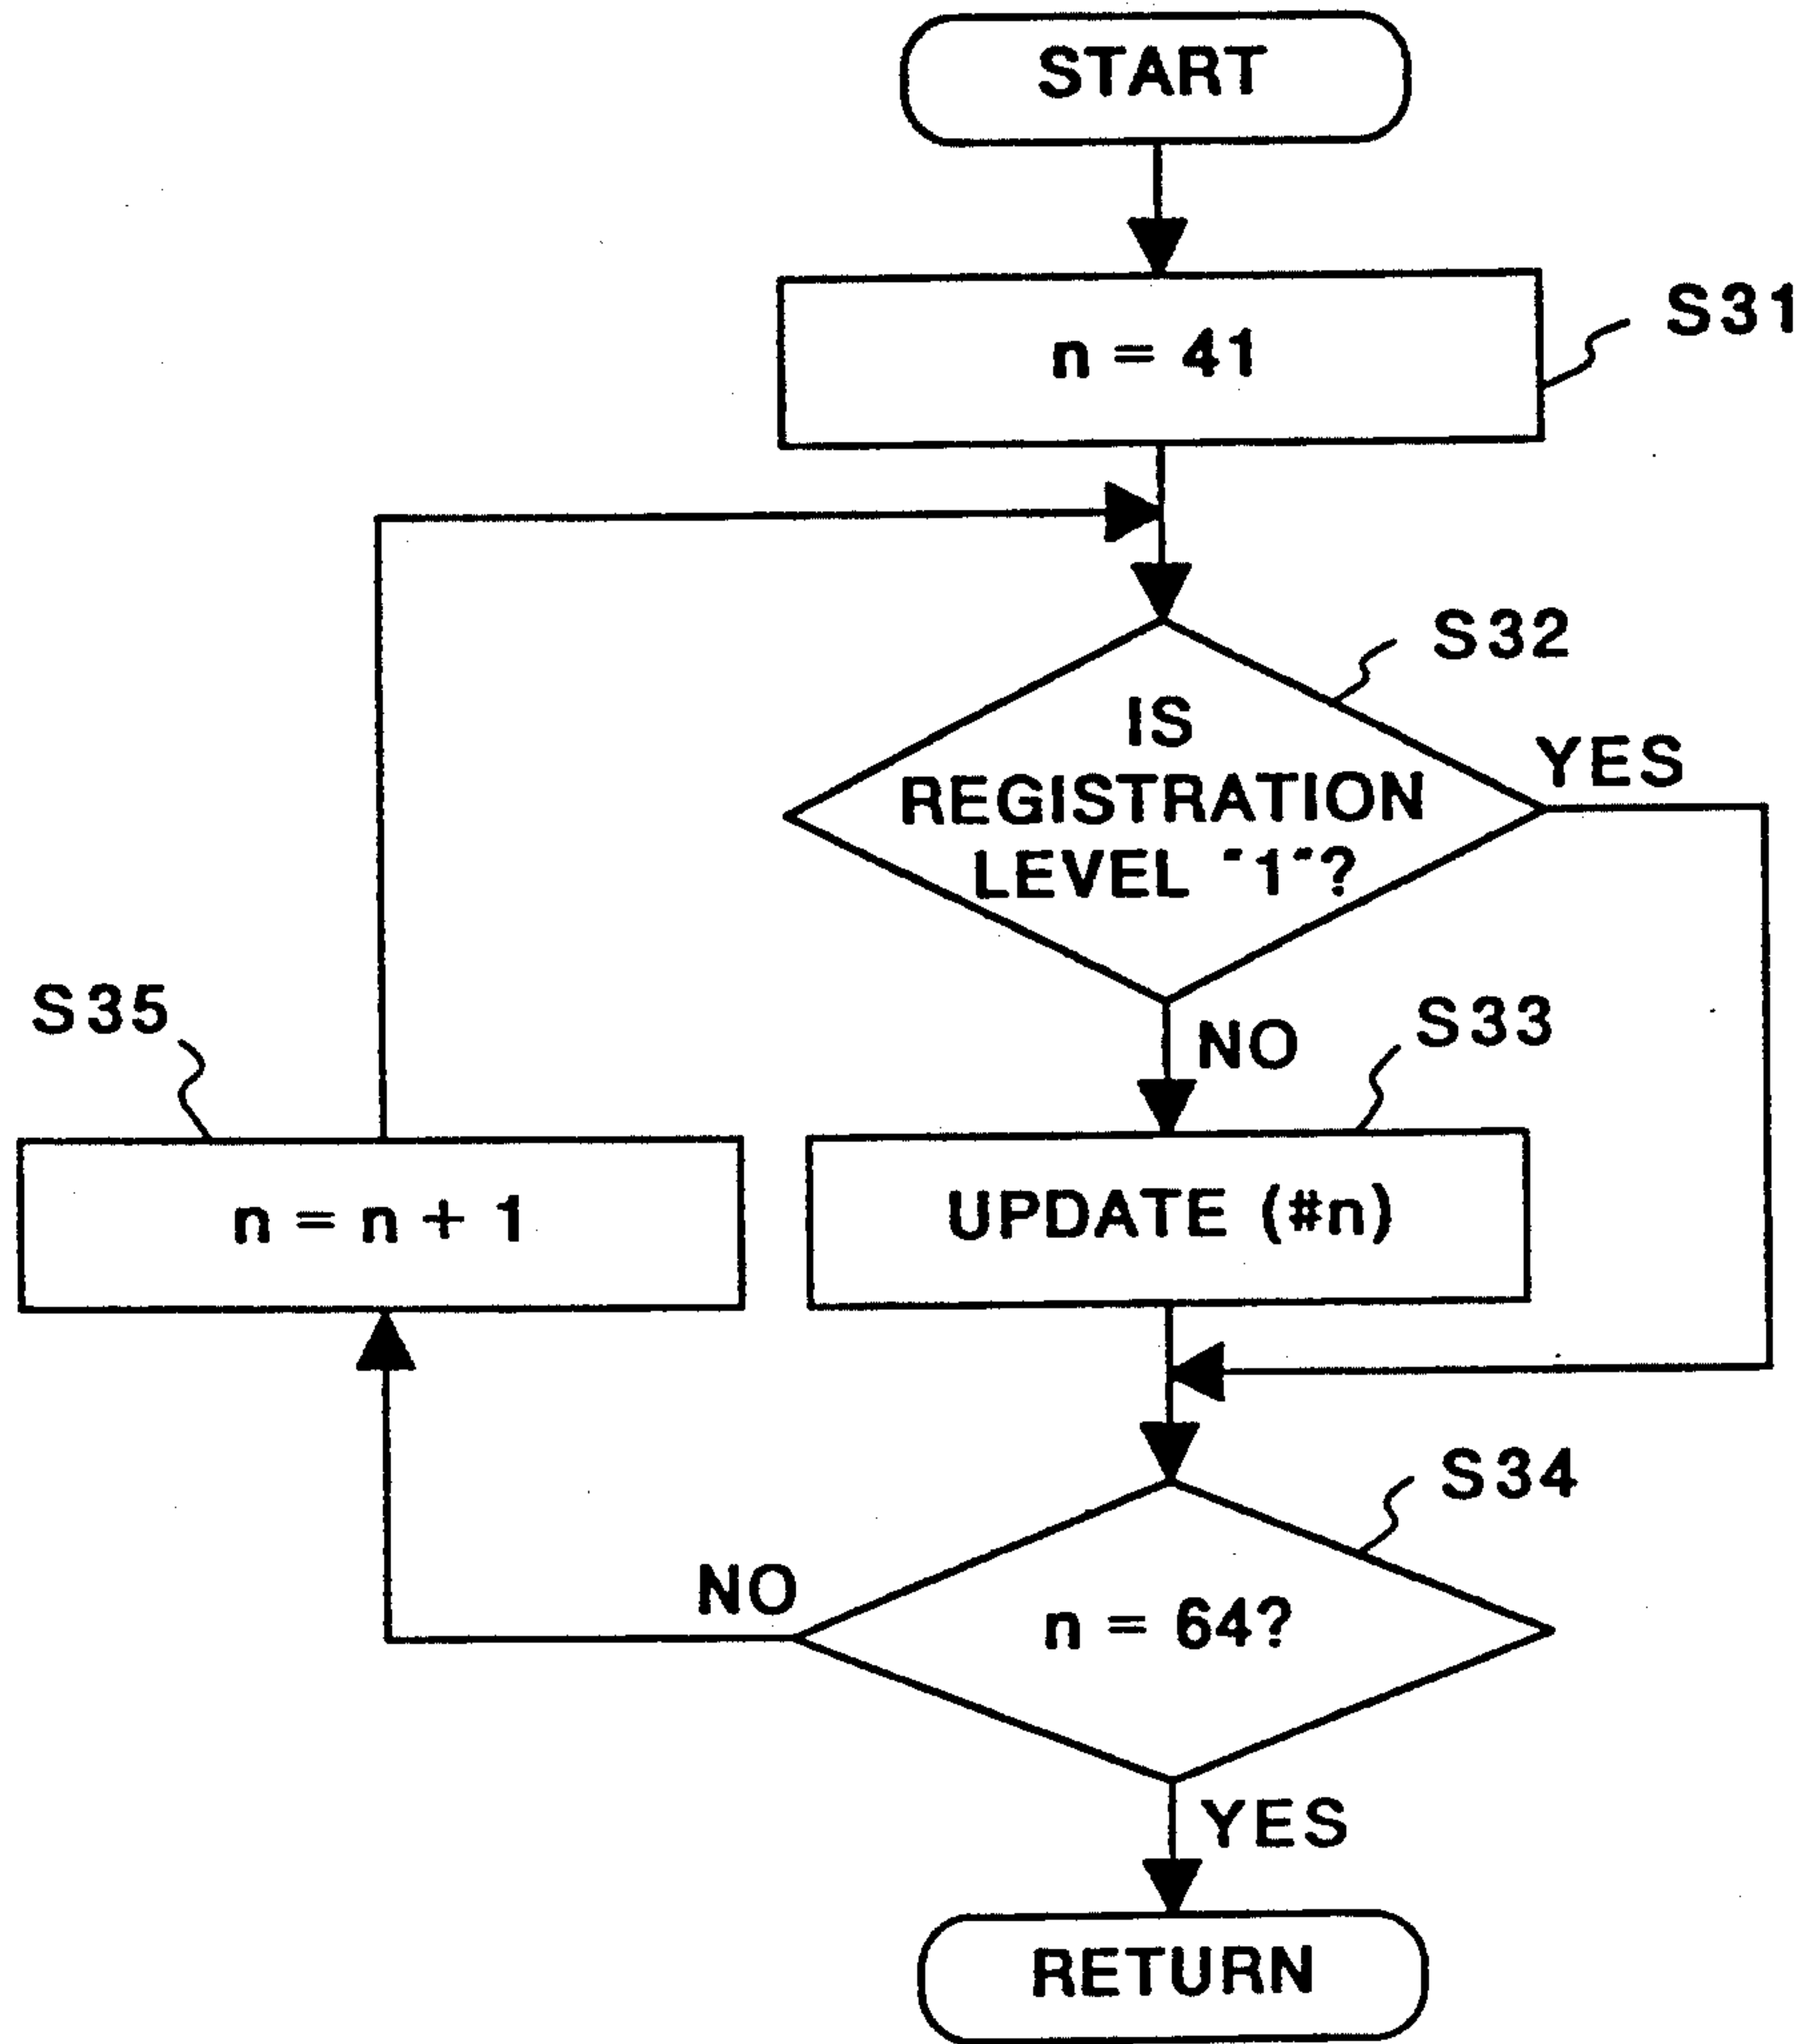 START
n = 41
S31
S32
IS
REGISTRATION
LEVEL "1"?
YES
NO
S33
UPDATE (#n)
S35
n = n + 1
S34
n = 64?
NO
YES
RETURN